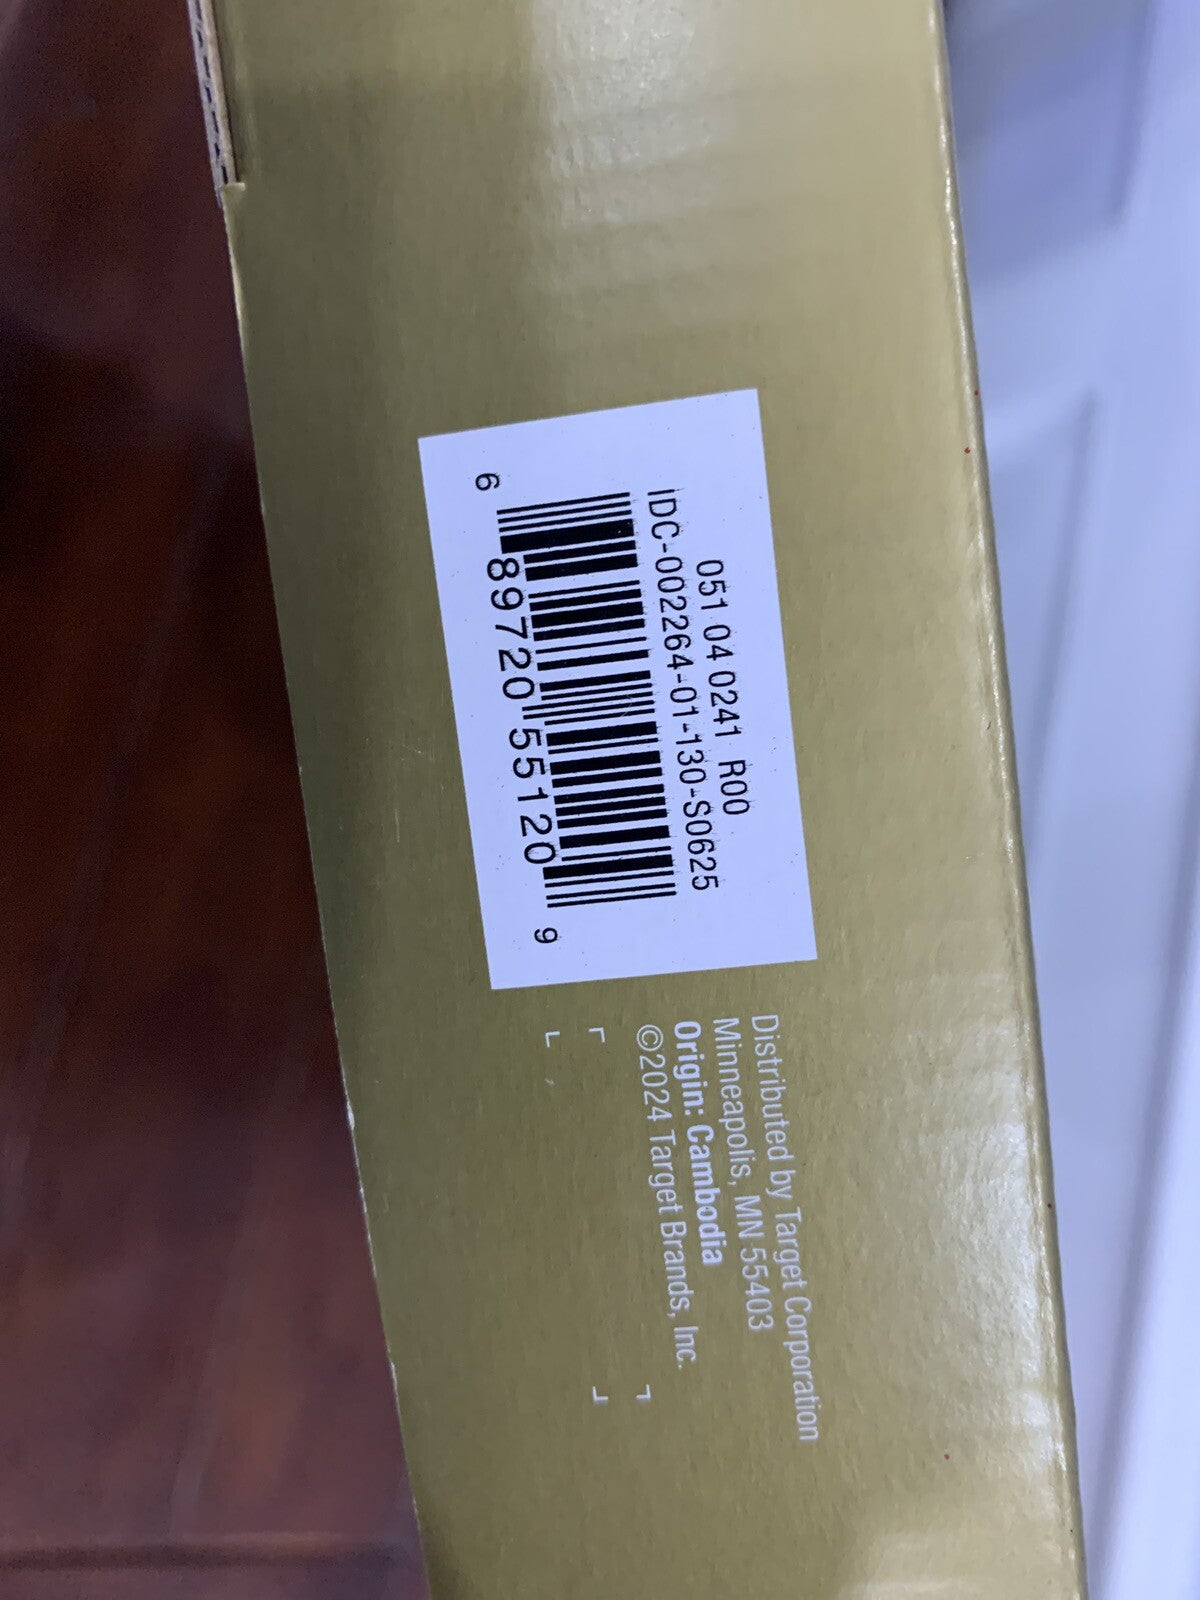 051 04 0241 R00
IDC-002264-01-130-S0625
6 89720 55120 9
Distributed by Target Corporation
Minneapolis, MN 55403
Origin: Cambodia
©2024 Target Brands, Inc.